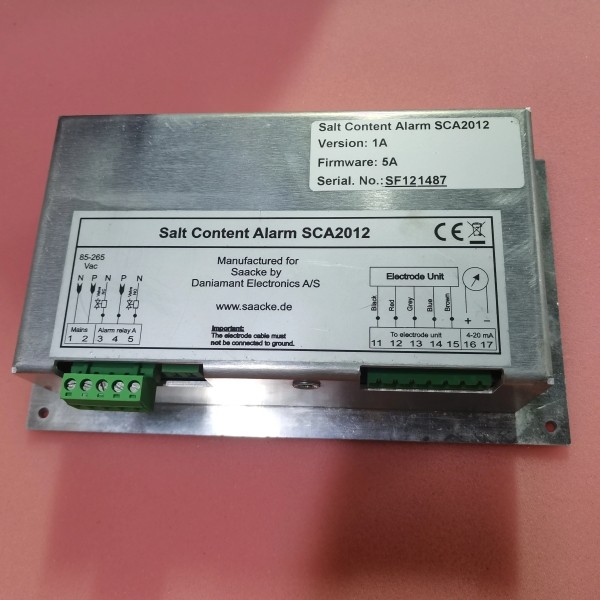 Salt Content Alarm SCA2012
Version: 1A
Firmware: 5A
Serial. No.: SF121487
Salt Content Alarm SCA2012
CE
85-265
Vac
N P N P N
Manufactured for
Saacke by
Daniamant Electronics A/S
www.saacke.de
Important:
The electrode cable must
not be connected to ground.
Mains Alarm relay A
1 2 3 4 5
Electrode Unit
Black Red Grey Blue Brown + −
To electrode unit 4-20 mA
11 12 13 14 15 16 17